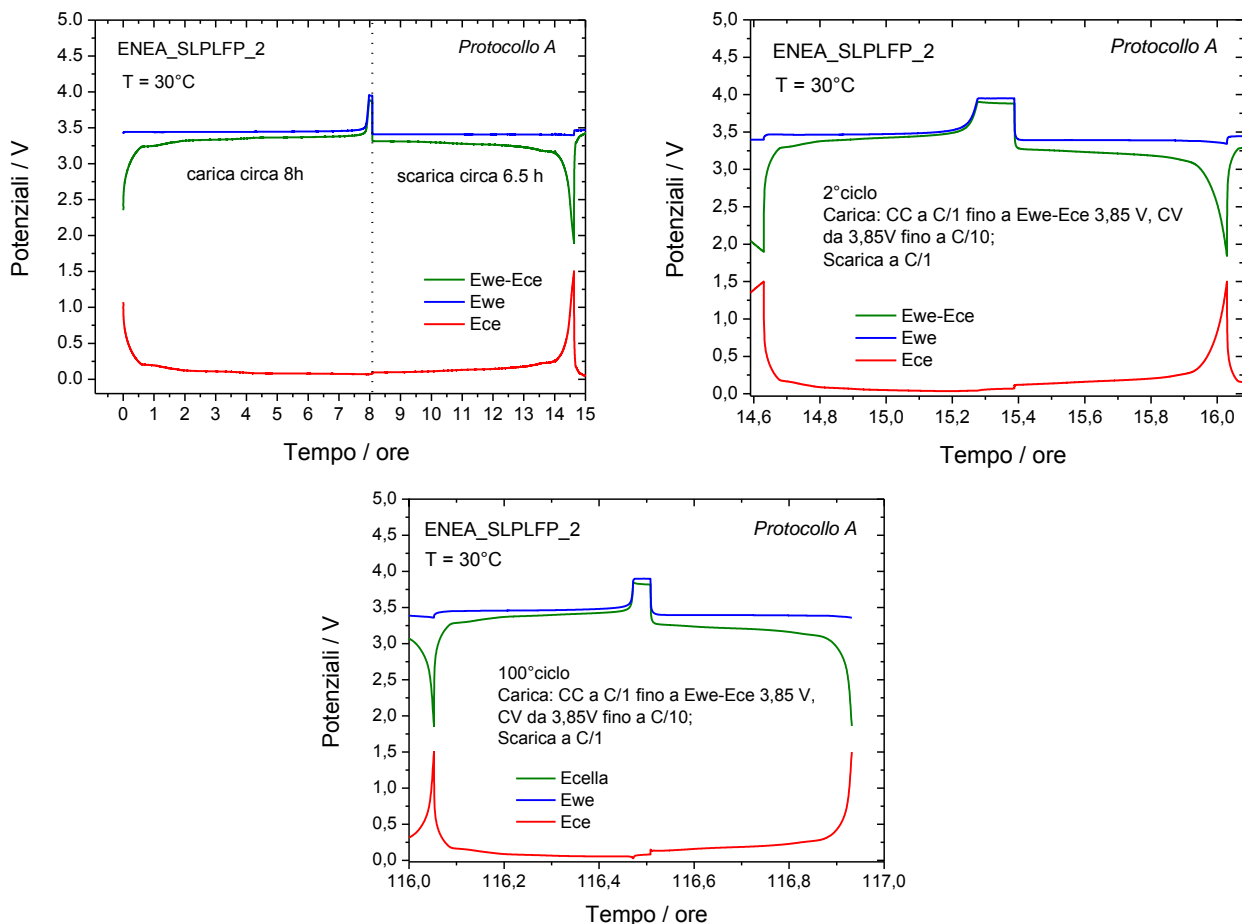 ENEA_SLPLFP_2
Protocollo A
T = 30°C
carica circa 8h
scarica circa 6.5 h
Ewe-Ece
Ewe
Ece
5.0
4.5
4.0
3.5
3.0
2.5
2.0
1.5
1.0
0.5
0.0
Potenziali / V
0 1 2 3 4 5 6 7 8 9 10 11 12 13 14 15
Tempo / ore
ENEA_SLPLFP_2
Protocollo A
T = 30°C
2°ciclo
Carica: CC a C/1 fino a Ewe-Ece 3,85 V, CV
da 3,85V fino a C/10;
Scarica a C/1
Ewe-Ece
Ewe
Ece
5,0
4,5
4,0
3,5
3,0
2,5
2,0
1,5
1,0
0,5
0,0
Potenziali / V
14,6 14,8 15,0 15,2 15,4 15,6 15,8 16,0
Tempo / ore
ENEA_SLPLFP_2
Protocollo A
T = 30°C
100°ciclo
Carica: CC a C/1 fino a Ewe-Ece 3,85 V,
CV da 3,85V fino a C/10;
Scarica a C/1
Ecella
Ewe
Ece
5,0
4,5
4,0
3,5
3,0
2,5
2,0
1,5
1,0
0,5
0,0
Potenziali / V
116,0 116,2 116,4 116,6 116,8 117,0
Tempo / ore